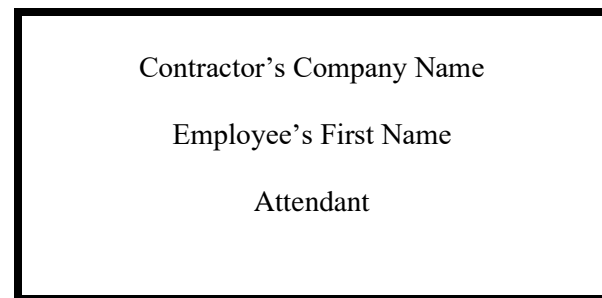 Contractor’s Company Name
Employee’s First Name
Attendant